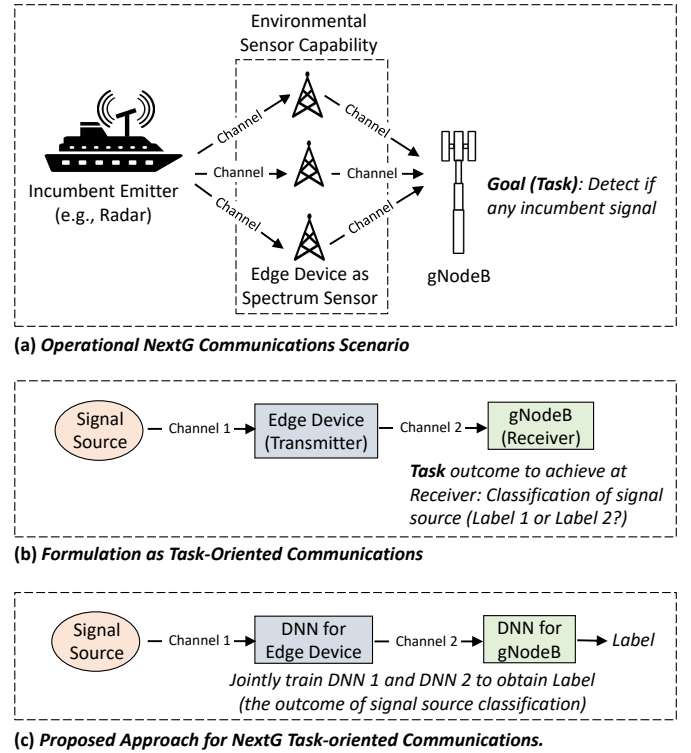 Environmental
Sensor Capability
Channel
Channel
Channel
Channel
Channel
Channel
Incumbent Emitter
(e.g., Radar)
Goal (Task): Detect if
any incumbent signal
gNodeB
Edge Device as
Spectrum Sensor
(a) Operational NextG Communications Scenario
Signal
Source
Channel 1
Edge Device
(Transmitter)
Channel 2
gNodeB
(Receiver)
Task outcome to achieve at
Receiver: Classification of signal
source (Label 1 or Label 2?)
(b) Formulation as Task-Oriented Communications
Signal
Source
Channel 1
DNN for
Edge Device
Channel 2
DNN for
gNodeB
Label
Jointly train DNN 1 and DNN 2 to obtain Label
(the outcome of signal source classification)
(c) Proposed Approach for NextG Task-oriented Communications.